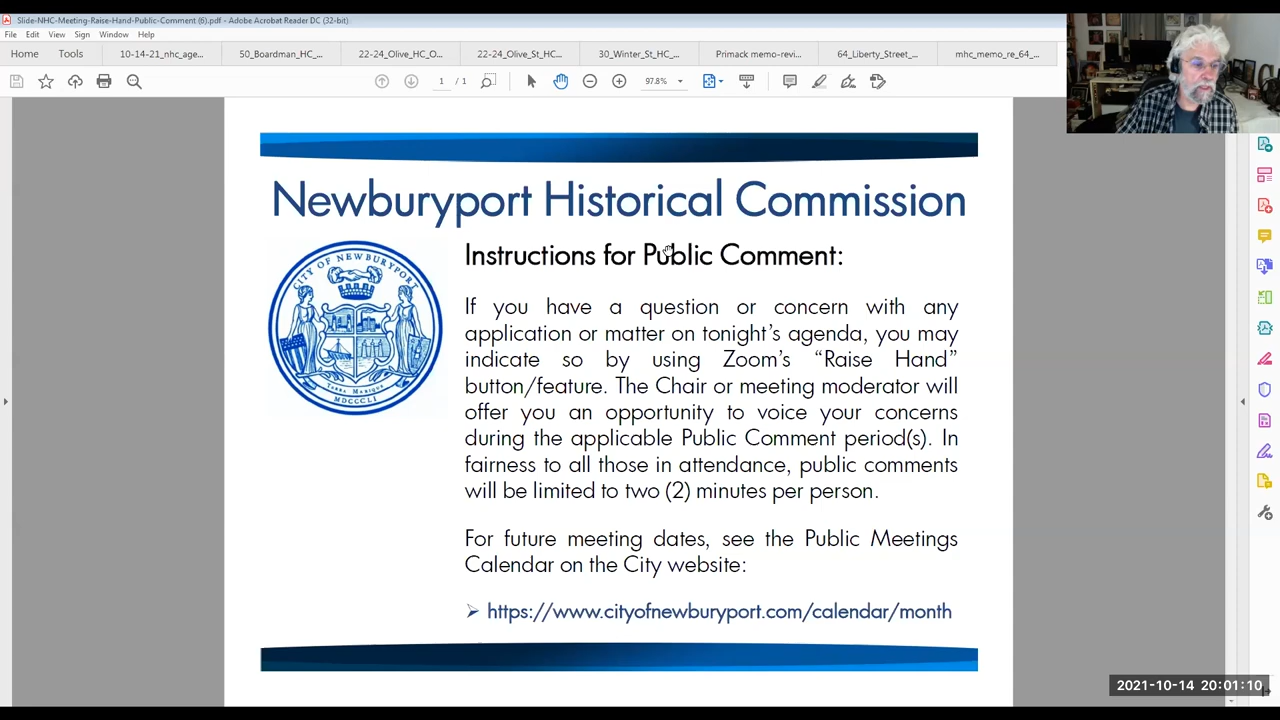 Slide-NHC-Meeting-Raise-Hand-Public-Comment (6).pdf - Adobe Acrobat Reader DC (32-bit)
File Edit View Sign Window Help
Home Tools 10-14-21_nhc_age... 50_Boardman_HC_... 22-24_Olive_HC_O... 22-24_Olive_St_HC... 30_Winter_St_HC... Primack memo-revi... 64_Liberty_Street_... mhc_memo_re_64_...
1 / 1 97.8%
Newburyport Historical Commission
CITY OF NEWBURYPORT
TERRA MARIQUE
MDCCCLI
Instructions for Public Comment:
If you have a question or concern with any
application or matter on tonight’s agenda, you may
indicate so by using Zoom’s “Raise Hand”
button/feature. The Chair or meeting moderator will
offer you an opportunity to voice your concerns
during the applicable Public Comment period(s). In
fairness to all those in attendance, public comments
will be limited to two (2) minutes per person.
For future meeting dates, see the Public Meetings
Calendar on the City website:
➢ https://www.cityofnewburyport.com/calendar/month
2021-10-14 20:01:10